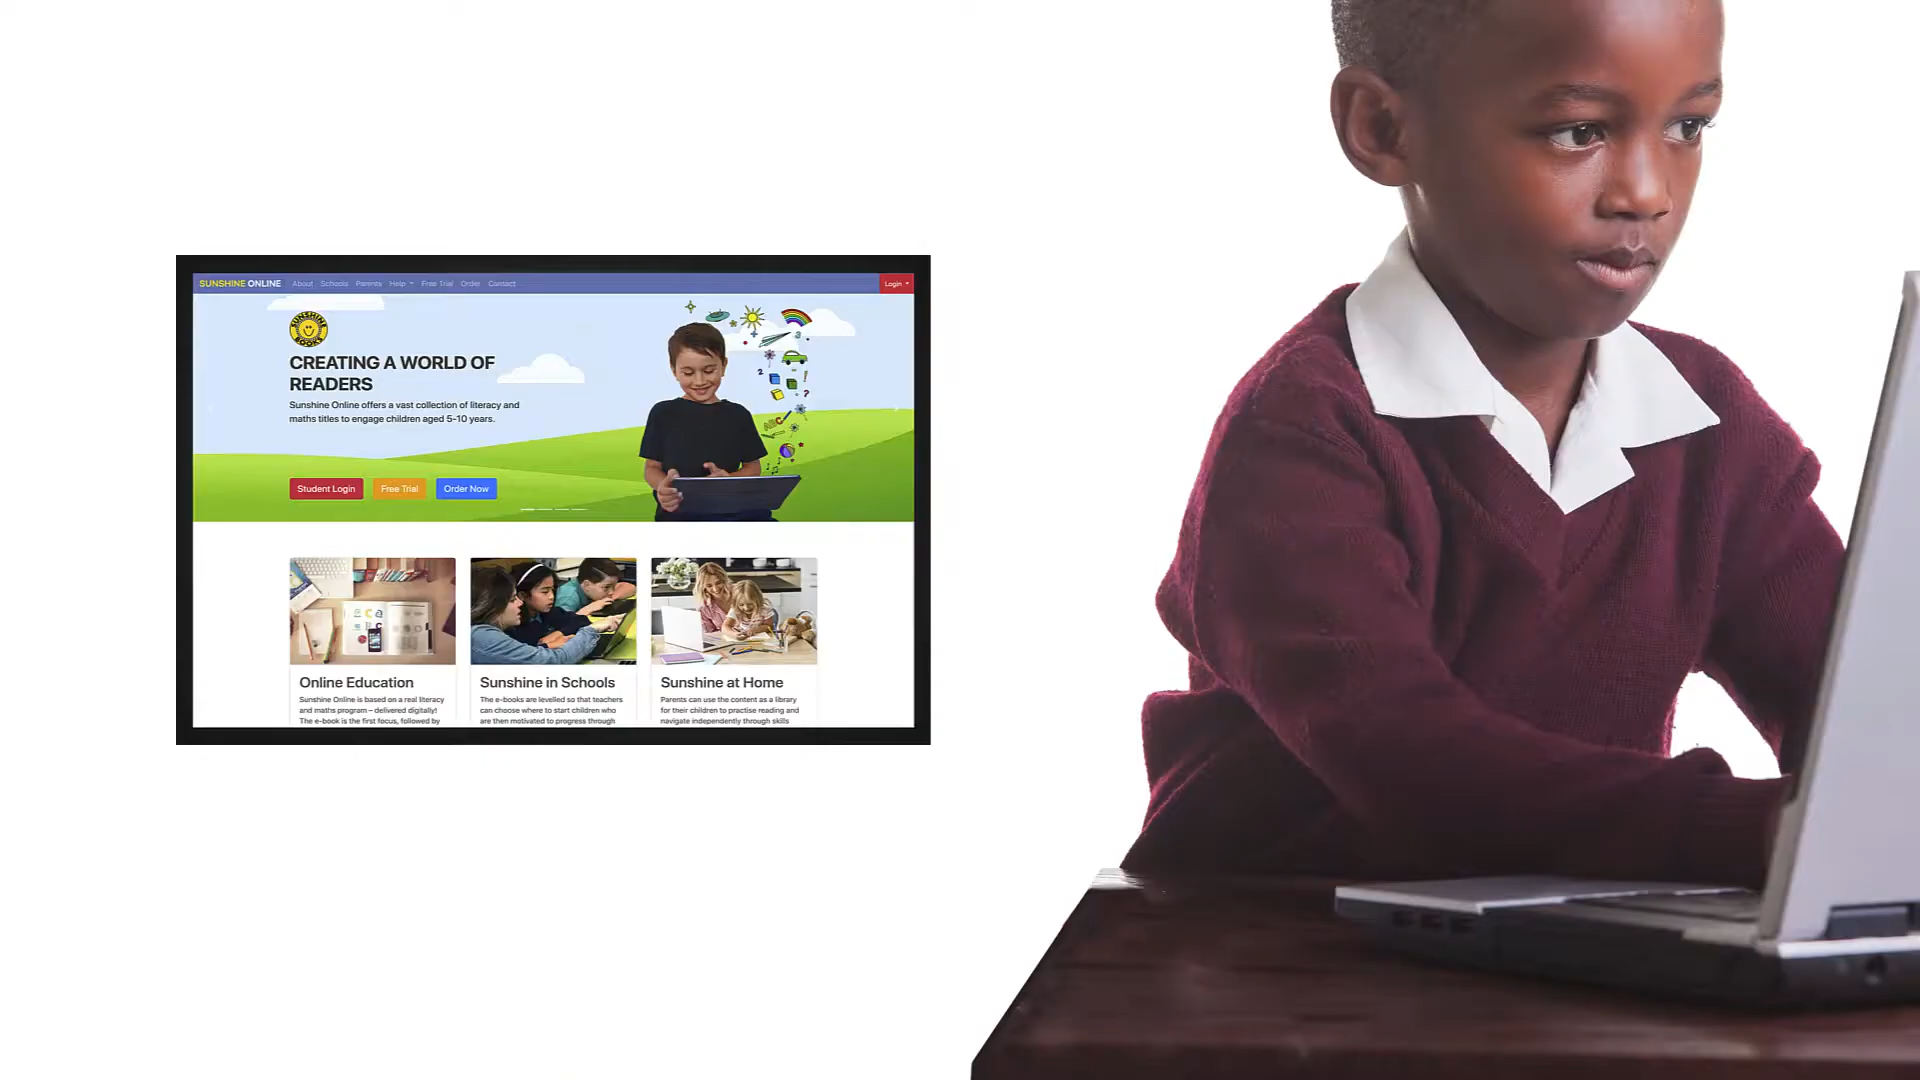 SUNSHINE ONLINE About Schools Parents Help Free Trial Order Contact Login
SUNSHINE
BOOKS
CREATING A WORLD OF
READERS
Sunshine Online offers a vast collection of literacy and
maths titles to engage children aged 5-10 years.
Student Login Free Trial Order Now
Online Education
Sunshine Online is based on a real literacy
and maths program – delivered digitally!
The e-book is the first focus, followed by
Sunshine in Schools
The e-books are levelled so that teachers
can choose where to start children who
are then motivated to progress through
Sunshine at Home
Parents can use the content as a library
for their children to practise reading and
navigate independently through skills